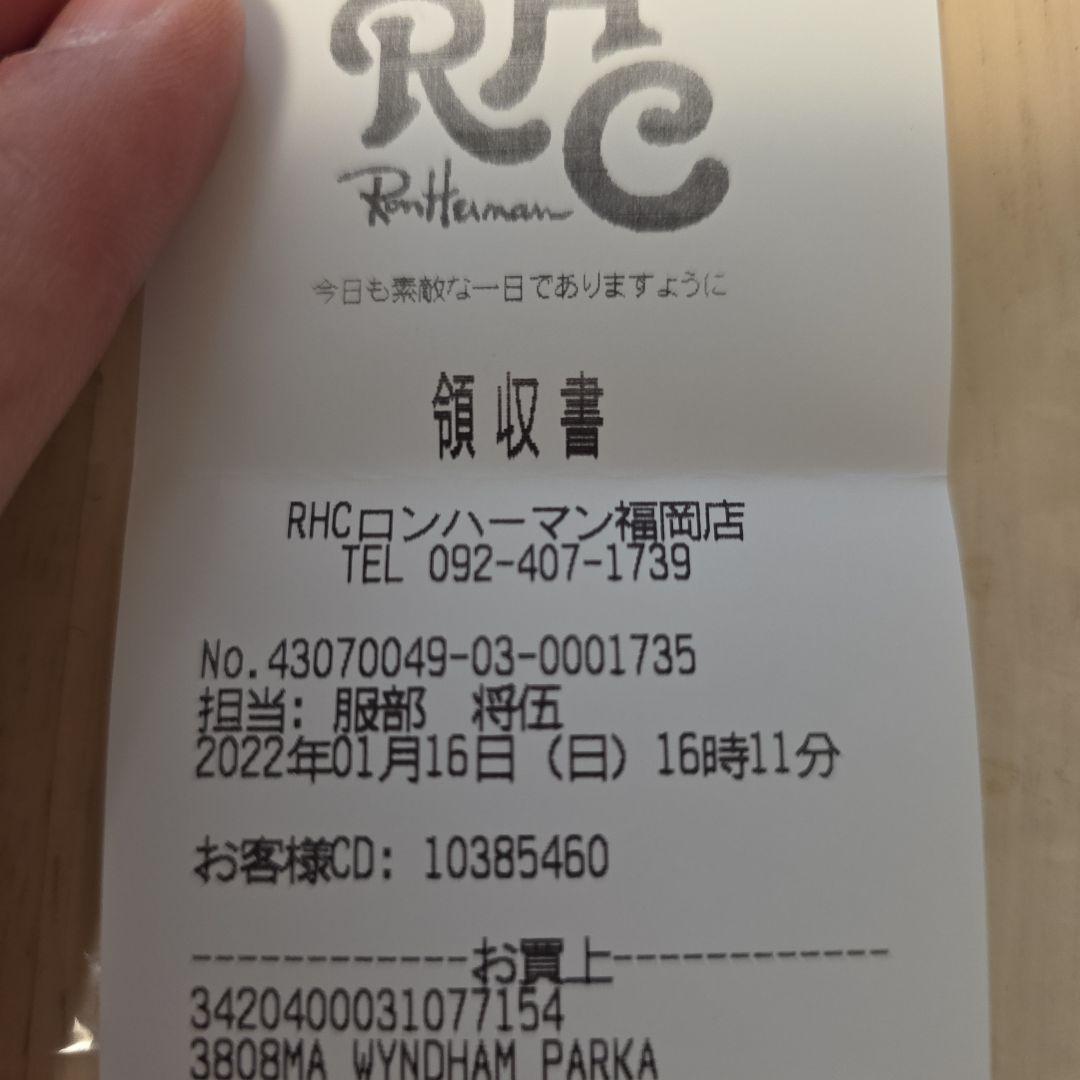 RHC
Ron Herman
今日も素敵な一日でありますように
領収書
RHCロンハーマン福岡店
TEL 092-407-1739
No.43070049-03-0001735
担当: 服部 将伍
2022年01月16日(日) 16時11分
お客様CD: 10385460
------------お買上------------
3420400031077154
3808MA WYNDHAM PARKA